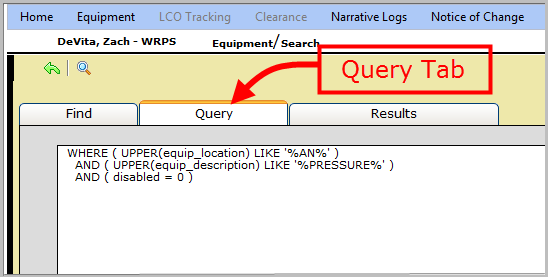 Home Equipment LCO Tracking Clearance Narrative Logs Notice of Change
DeVita, Zach - WRPS Equipment/Search
Query Tab
Find Query Results
WHERE ( UPPER(equip_location) LIKE '%AN%' )
AND ( UPPER(equip_description) LIKE '%PRESSURE%' )
AND ( disabled = 0 )